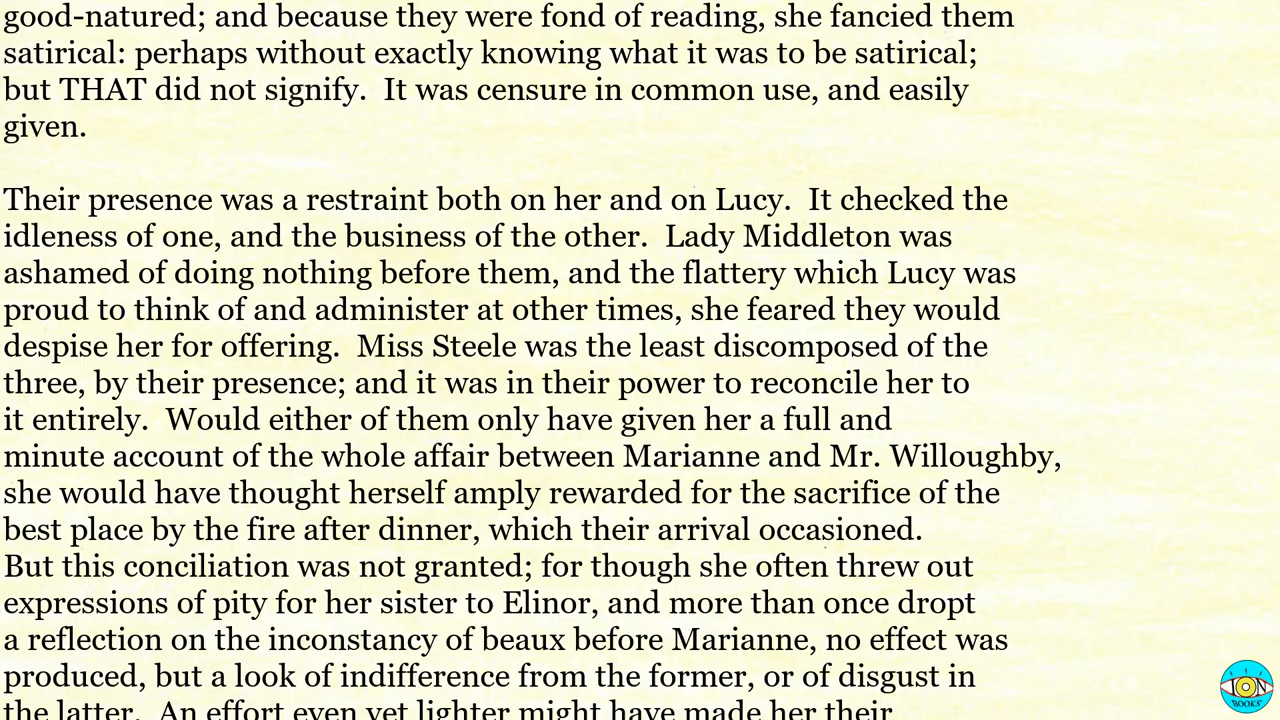 good-natured; and because they were fond of reading, she fancied them
satirical: perhaps without exactly knowing what it was to be satirical;
but THAT did not signify.  It was censure in common use, and easily
given.

Their presence was a restraint both on her and on Lucy.  It checked the
idleness of one, and the business of the other.  Lady Middleton was
ashamed of doing nothing before them, and the flattery which Lucy was
proud to think of and administer at other times, she feared they would
despise her for offering.  Miss Steele was the least discomposed of the
three, by their presence; and it was in their power to reconcile her to
it entirely.  Would either of them only have given her a full and
minute account of the whole affair between Marianne and Mr. Willoughby,
she would have thought herself amply rewarded for the sacrifice of the
best place by the fire after dinner, which their arrival occasioned.
But this conciliation was not granted; for though she often threw out
expressions of pity for her sister to Elinor, and more than once dropt
a reflection on the inconstancy of beaux before Marianne, no effect was
produced, but a look of indifference from the former, or of disgust in
the latter.  An effort even yet lighter might have made her their
ION
BOOKS